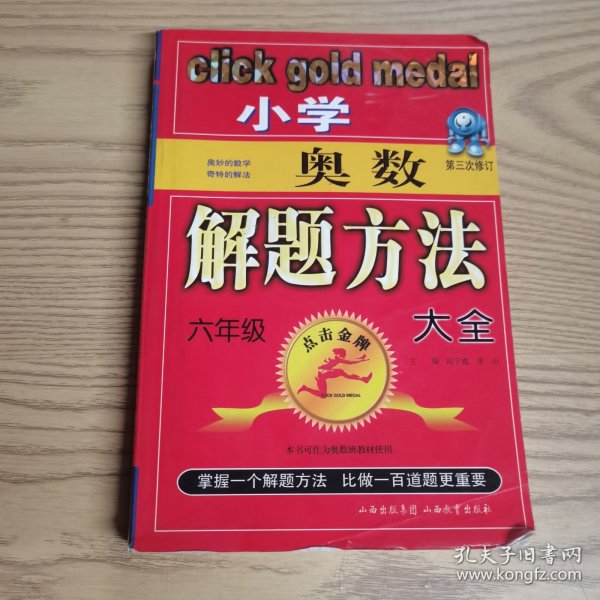 click gold medal
小学
奥妙的数学
奇特的解法
奥数
第三次修订
解题方法
六年级
大全
点击金牌
CLICK GOLD MEDAL
本书可作为奥数班教材使用
掌握一个解题方法 比做一百道题更重要
山西出版集团 山西教育出版社
孔夫子旧书网
www.kongfz.com